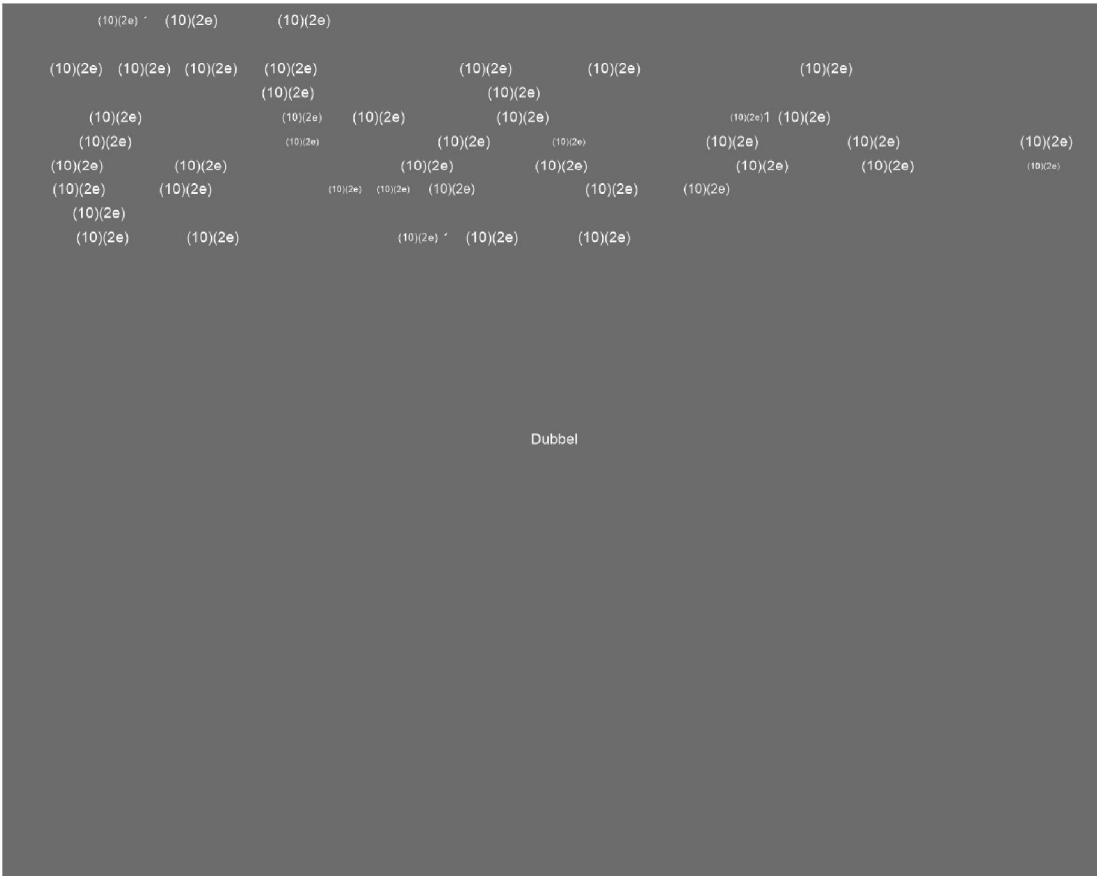 (10)(2e) (10)(2e) (10)(2e)
(10)(2e) (10)(2e) (10)(2e) (10)(2e) (10)(2e) (10)(2e) (10)(2e)
(10)(2e) (10)(2e)
(10)(2e) (10)(2e) (10)(2e) (10)(2e) (10)(2e)1 (10)(2e)
(10)(2e) (10)(2e) (10)(2e) (10)(2e) (10)(2e) (10)(2e) (10)(2e)
(10)(2e) (10)(2e) (10)(2e) (10)(2e) (10)(2e) (10)(2e) (10)(2e)
(10)(2e) (10)(2e) (10)(2e) (10)(2e) (10)(2e) (10)(2e) (10)(2e)
(10)(2e)
(10)(2e) (10)(2e) (10)(2e) (10)(2e) (10)(2e)
Dubbel